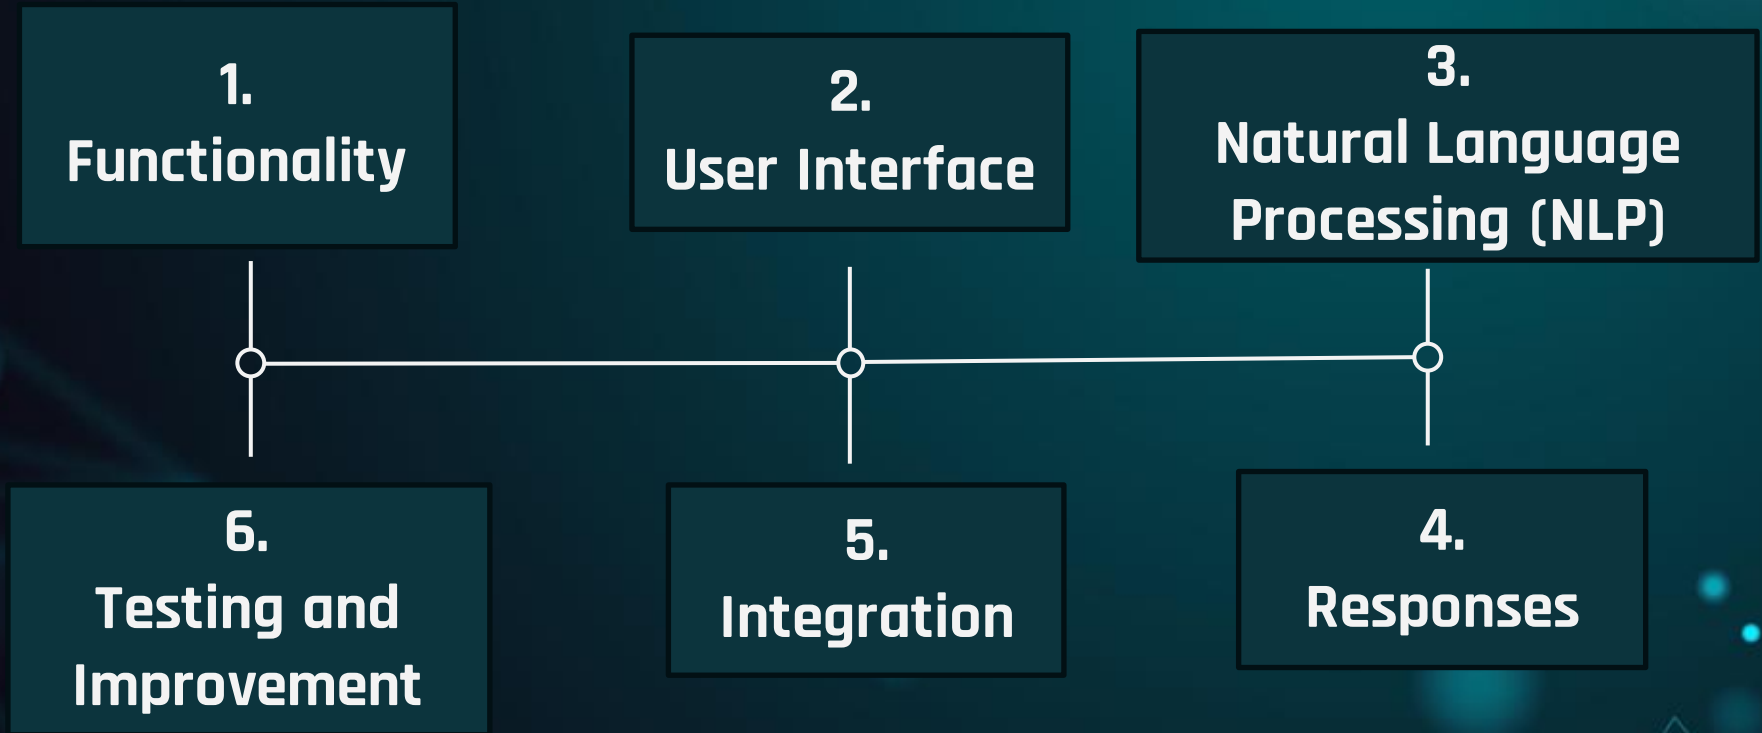 1.
Functionality
2.
User Interface
3.
Natural Language
Processing (NLP)
6.
Testing and
Improvement
5.
Integration
4.
Responses